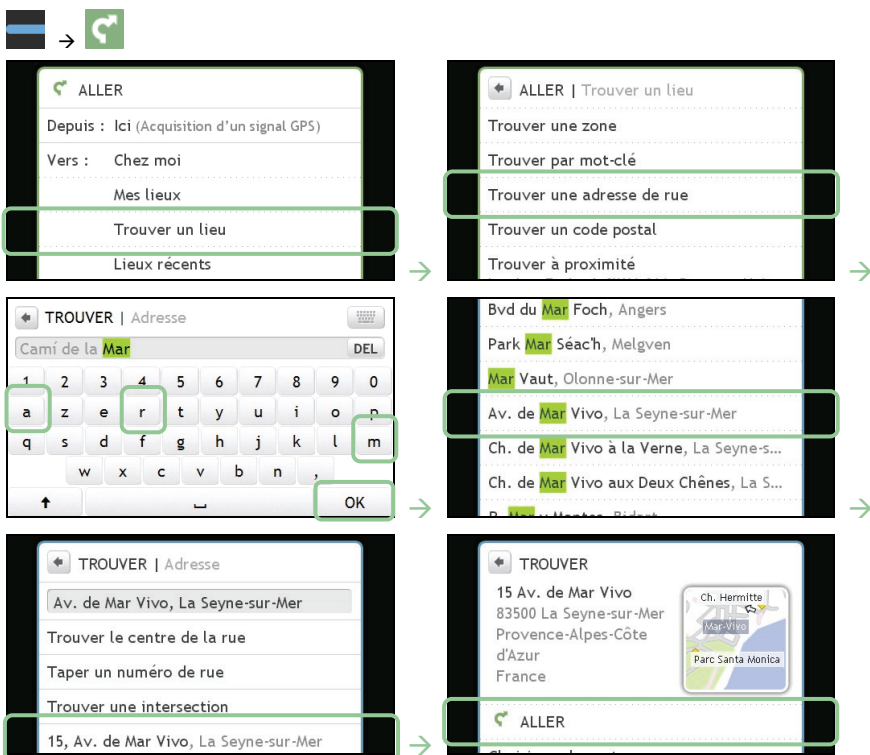 →
ALLER
Depuis : Ici (Acquisition d'un signal GPS)
Vers : Chez moi
Mes lieux
Trouver un lieu
Lieux récents
→
ALLER | Trouver un lieu
Trouver une zone
Trouver par mot-clé
Trouver une adresse de rue
Trouver un code postal
Trouver à proximité
→
TROUVER | Adresse
Camí de la Mar DEL
1 2 3 4 5 6 7 8 9 0
a z e r t y u i o p
q s d f g h j k l m
w x c v b n ,
OK
→
Bvd du Mar Foch, Angers
Park Mar Séac'h, Melgven
Mar Vaut, Olonne-sur-Mer
Av. de Mar Vivo, La Seyne-sur-Mer
Ch. de Mar Vivo à la Verne, La Seyne-s...
Ch. de Mar Vivo aux Deux Chênes, La S...
→
TROUVER | Adresse
Av. de Mar Vivo, La Seyne-sur-Mer
Trouver le centre de la rue
Taper un numéro de rue
Trouver une intersection
15, Av. de Mar Vivo, La Seyne-sur-Mer
→
TROUVER
15 Av. de Mar Vivo
83500 La Seyne-sur-Mer
Provence-Alpes-Côte
d'Azur
France
Ch. Hermitte
Mar-Vivo
Parc Santa Monica
ALLER